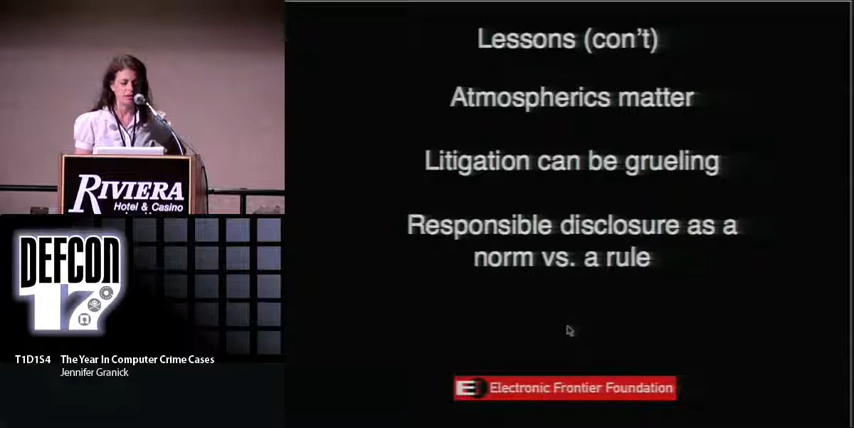 Lessons (con't)
Atmospherics matter
Litigation can be grueling
Responsible disclosure as a
norm vs. a rule
Electronic Frontier Foundation
RIVIERA
Hotel & Casino
DEFCON
17
T1D1S4 The Year In Computer Crime Cases
Jennifer Granick